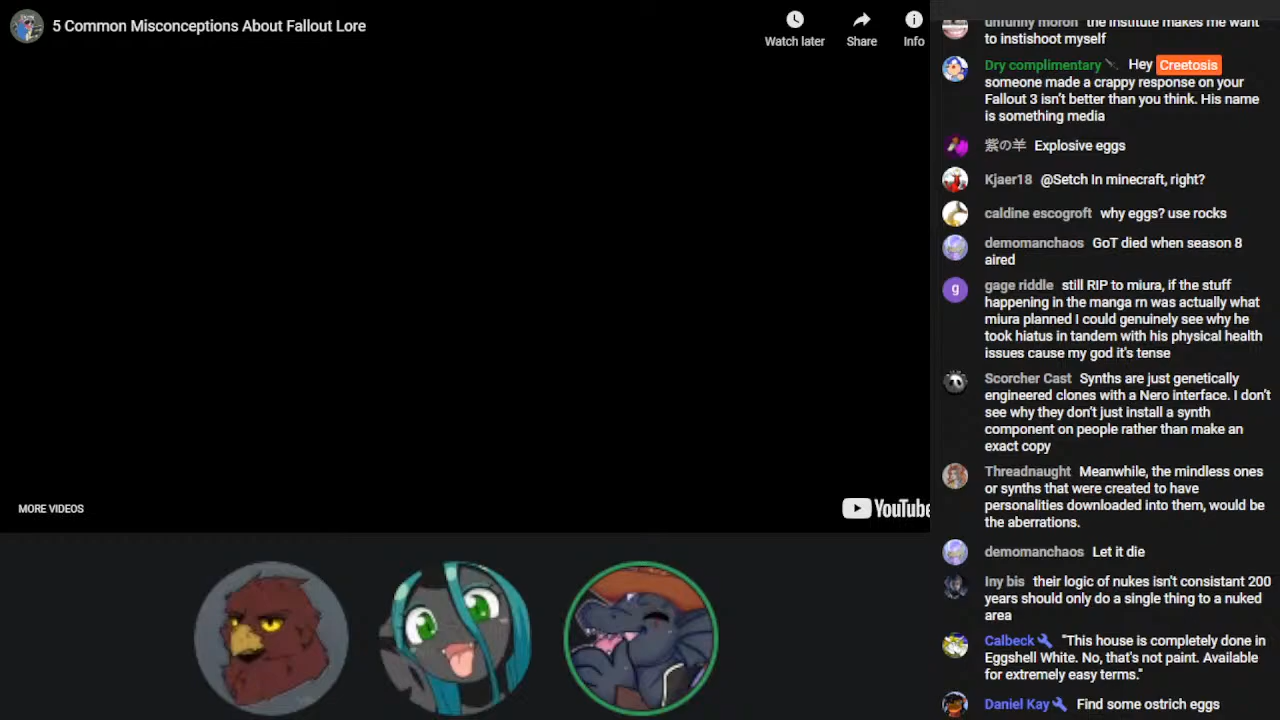 5 Common Misconceptions About Fallout Lore
Watch later
Share
Info
MORE VIDEOS
YouTube
unfunny moron the institute makes me want
to instishoot myself
Dry complimentary Hey Creetosis
someone made a crappy response on your
Fallout 3 isn't better than you think. His name
is something media
紫の羊 Explosive eggs
Kjaer18 @Setch In minecraft, right?
caldine escogroft why eggs? use rocks
demomanchaos GoT died when season 8
aired
g
gage riddle still RIP to miura, if the stuff
happening in the manga rn was actually what
miura planned I could genuinely see why he
took hiatus in tandem with his physical health
issues cause my god it's tense
Scorcher Cast Synths are just genetically
engineered clones with a Nero interface. I don't
see why they don't just install a synth
component on people rather than make an
exact copy
Threadnaught Meanwhile, the mindless ones
or synths that were created to have
personalities downloaded into them, would be
the aberrations.
demomanchaos Let it die
Iny bis their logic of nukes isn't consistant 200
years should only do a single thing to a nuked
area
Calbeck "This house is completely done in
Eggshell White. No, that's not paint. Available
for extremely easy terms."
Daniel Kay Find some ostrich eggs